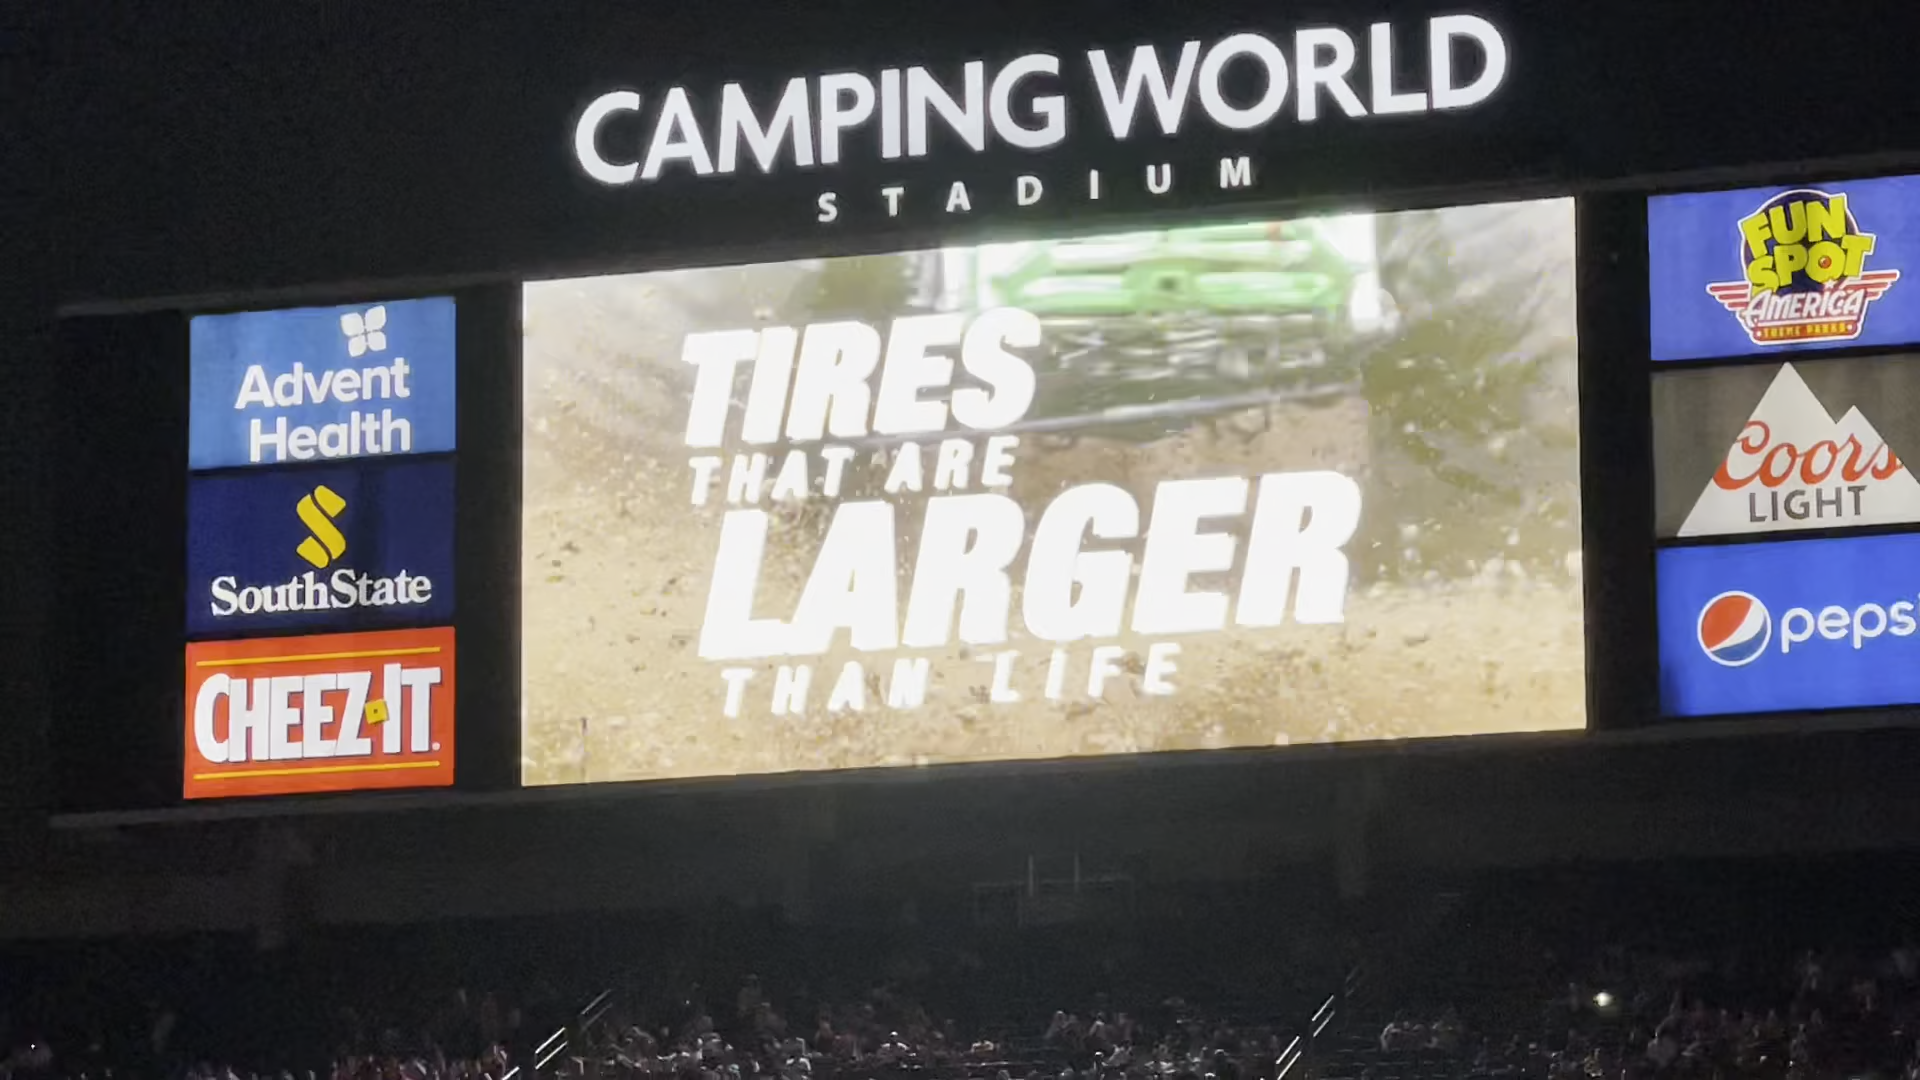 CAMPING WORLD
STADIUM
Advent
Health
SouthState
CHEEZ-IT
TIRES
THAT ARE
LARGER
THAN LIFE
FUN
SPOT
AMERICA
THEME PARKS
Coors
LIGHT
pepsi